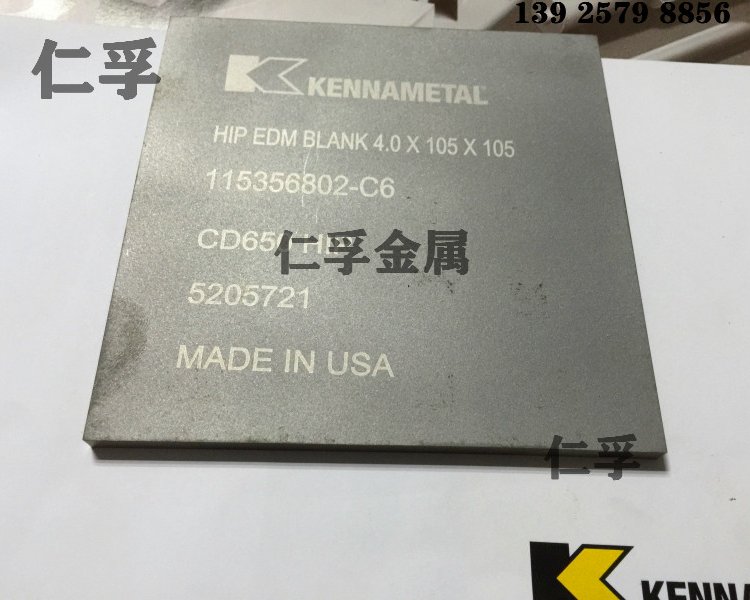 139 2579 8856
仁孚
KENNAMETAL
HIP EDM BLANK 4.0 X 105 X 105
115356802-C6
CD650
仁孚金属
5205721
MADE IN USA
仁孚